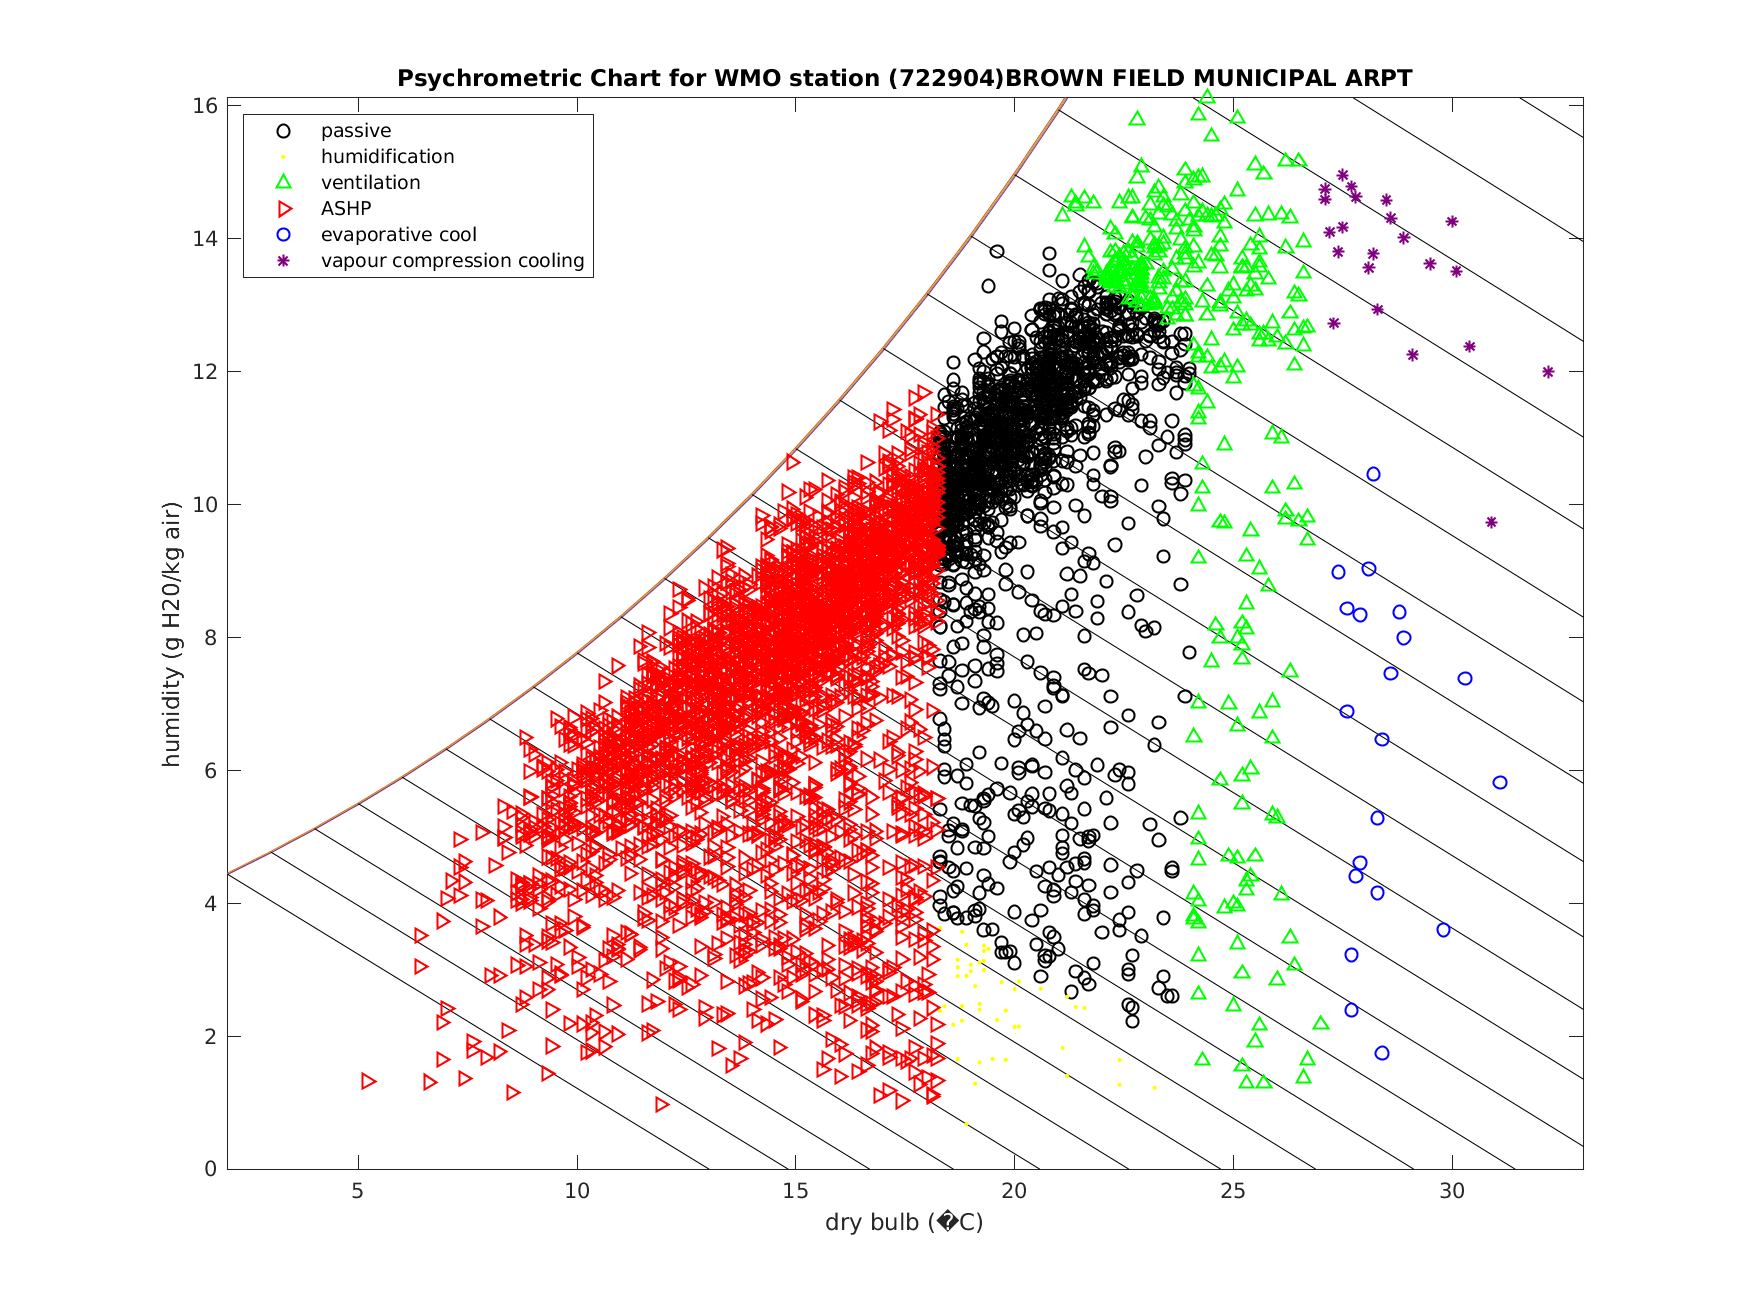 Psychrometric Chart for WMO station (722904)BROWN FIELD MUNICIPAL ARPT
passive
humidification
ventilation
ASHP
evaporative cool
vapour compression cooling
humidity (g H20/kg air)
16
14
12
10
8
6
4
2
0
5 10 15 20 25 30
dry bulb (�C)